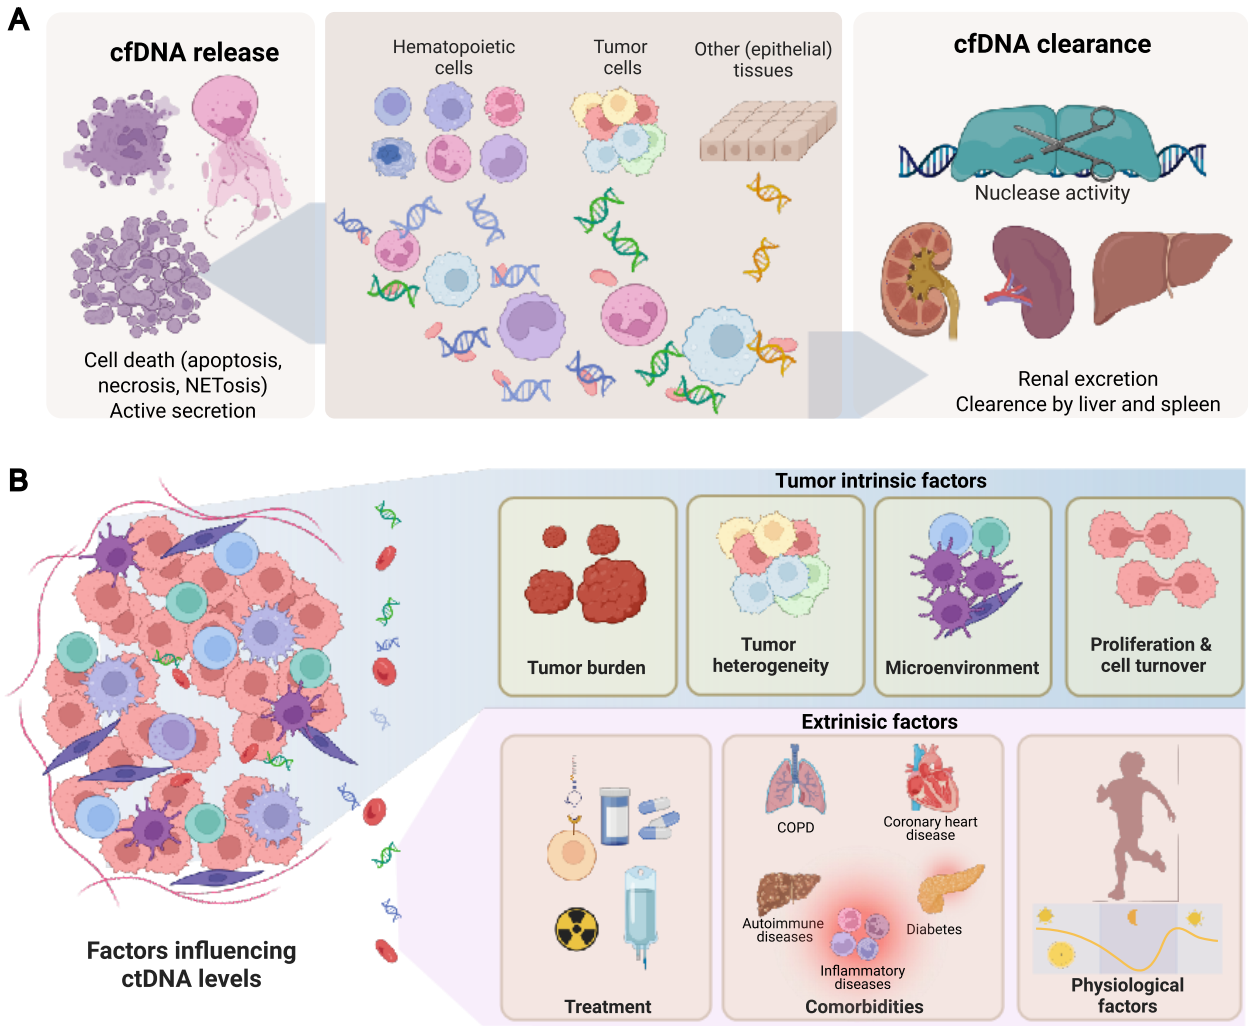 A
cfDNA release
Cell death (apoptosis,
necrosis, NETosis)
Active secretion
Hematopoietic
cells
Tumor
cells
Other (epithelial)
tissues
cfDNA clearance
Nuclease activity
Renal excretion
Clearence by liver and spleen
B
Factors influencing
ctDNA levels
Tumor intrinsic factors
Tumor burden
Tumor
heterogeneity
Microenvironment
Proliferation &
cell turnover
Extrinisic factors
Treatment
COPD
Coronary heart
disease
Autoimmune
diseases
Diabetes
Inflammatory
diseases
Comorbidities
Physiological
factors